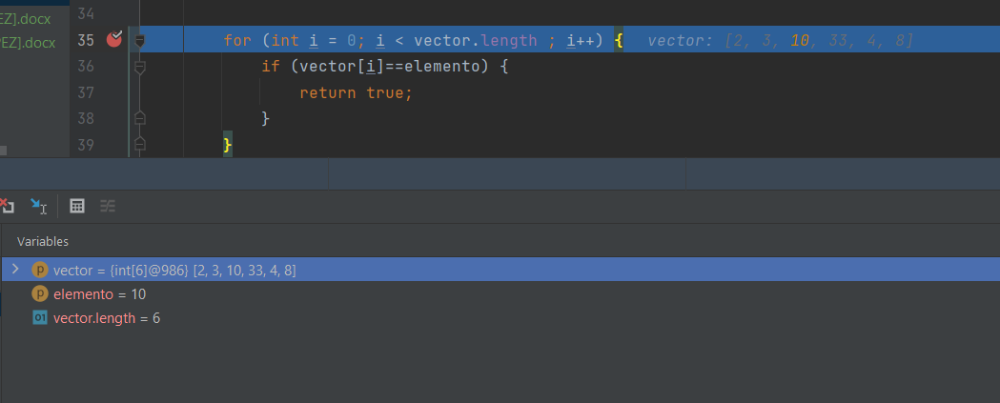 EZ].docx
PEZ].docx
34
35 for (int i = 0; i < vector.length ; i++) { vector: [2, 3, 10, 33, 4, 8]
36 if (vector[i]==elemento) {
37 return true;
38 }
39 }
Variables
p vector = {int[6]@986} [2, 3, 10, 33, 4, 8]
p elemento = 10
01 vector.length = 6